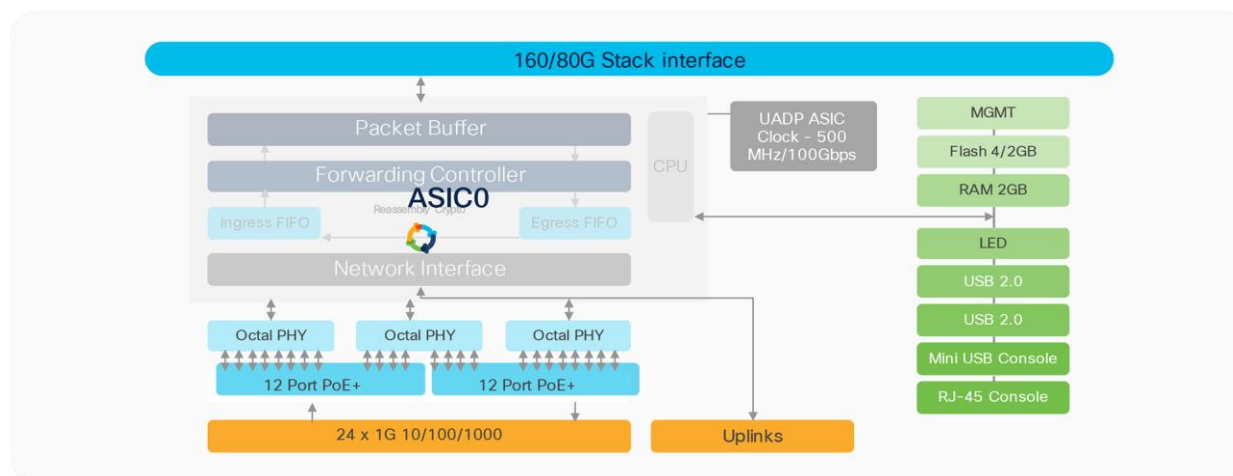 160/80G Stack interface
Packet Buffer
Forwarding Controller
ASIC0
Reassembly Crypto
Ingress FIFO
Egress FIFO
Network Interface
CPU
UADP ASIC
Clock - 500
MHz/100Gbps
MGMT
Flash 4/2GB
RAM 2GB
LED
USB 2.0
USB 2.0
Mini USB Console
RJ-45 Console
Octal PHY
Octal PHY
Octal PHY
12 Port PoE+
12 Port PoE+
24 x 1G 10/100/1000
Uplinks